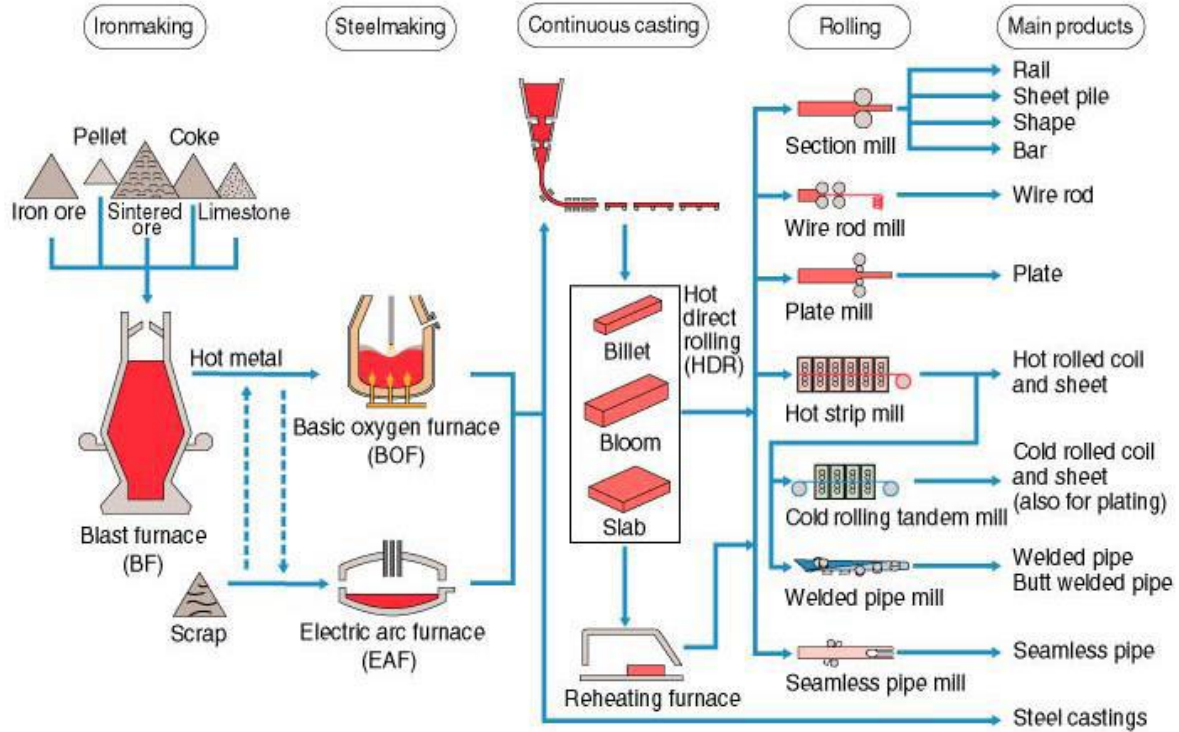 Ironmaking
Steelmaking
Continuous casting
Rolling
Main products
Pellet
Coke
Iron ore
Sintered
ore
Limestone
Hot metal
Blast furnace
(BF)
Scrap
Basic oxygen furnace
(BOF)
Electric arc furnace
(EAF)
Billet
Bloom
Slab
Hot
direct
rolling
(HDR)
Reheating furnace
Section mill
Wire rod mill
Plate mill
Hot strip mill
Cold rolling tandem mill
Welded pipe mill
Seamless pipe mill
Rail
Sheet pile
Shape
Bar
Wire rod
Plate
Hot rolled coil
and sheet
Cold rolled coil
and sheet
(also for plating)
Welded pipe
Butt welded pipe
Seamless pipe
Steel castings